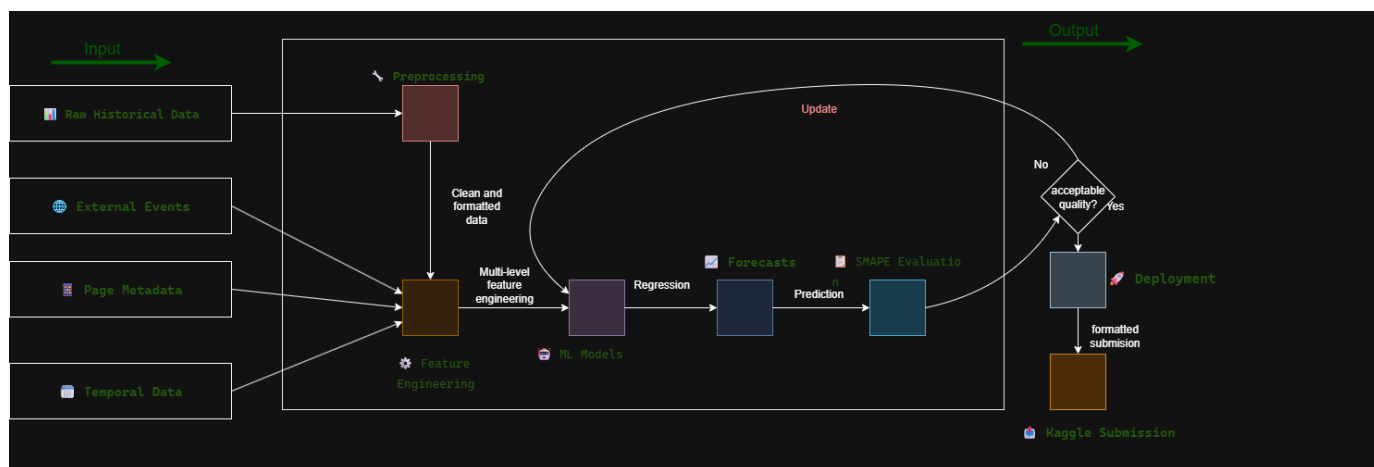 Input
Output
🔧 Preprocessing
📊 Raw Historical Data
Update
No
acceptable
quality?
Yes
Clean and
formatted
data
🌐 External Events
Multi-level
feature
engineering
Regression
📈 Forecasts
Prediction
📋 SMAPE Evaluatio
n
🚀 Deployment
🧮 Page Metadata
formatted
submision
🤖 ML Models
⚙️ Feature
Engineering
📅 Temporal Data
📤 Kaggle Submission